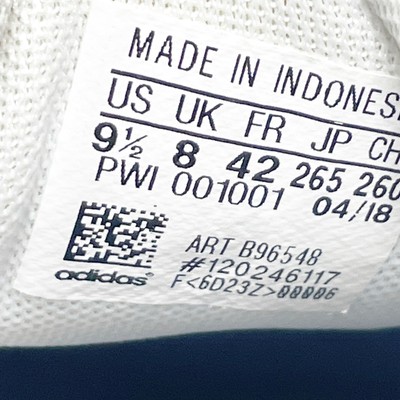 MADE IN INDONES
US UK FR JP CH
9½ 8 42 265 260
PWI 001001 04/18
ART B96548
#120246117
F<6D23Z>00006
adidas